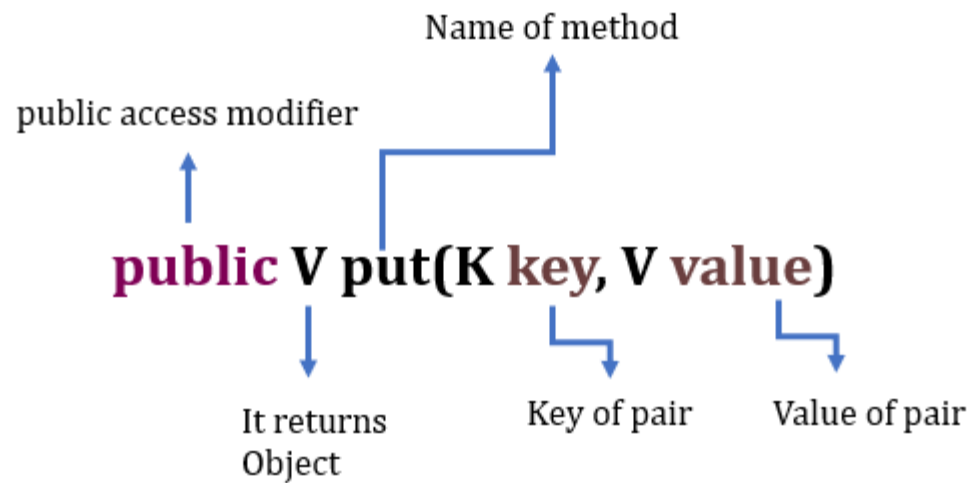 Name of method
public access modifier
public V put(K key, V value)
It returns
Object
Key of pair
Value of pair